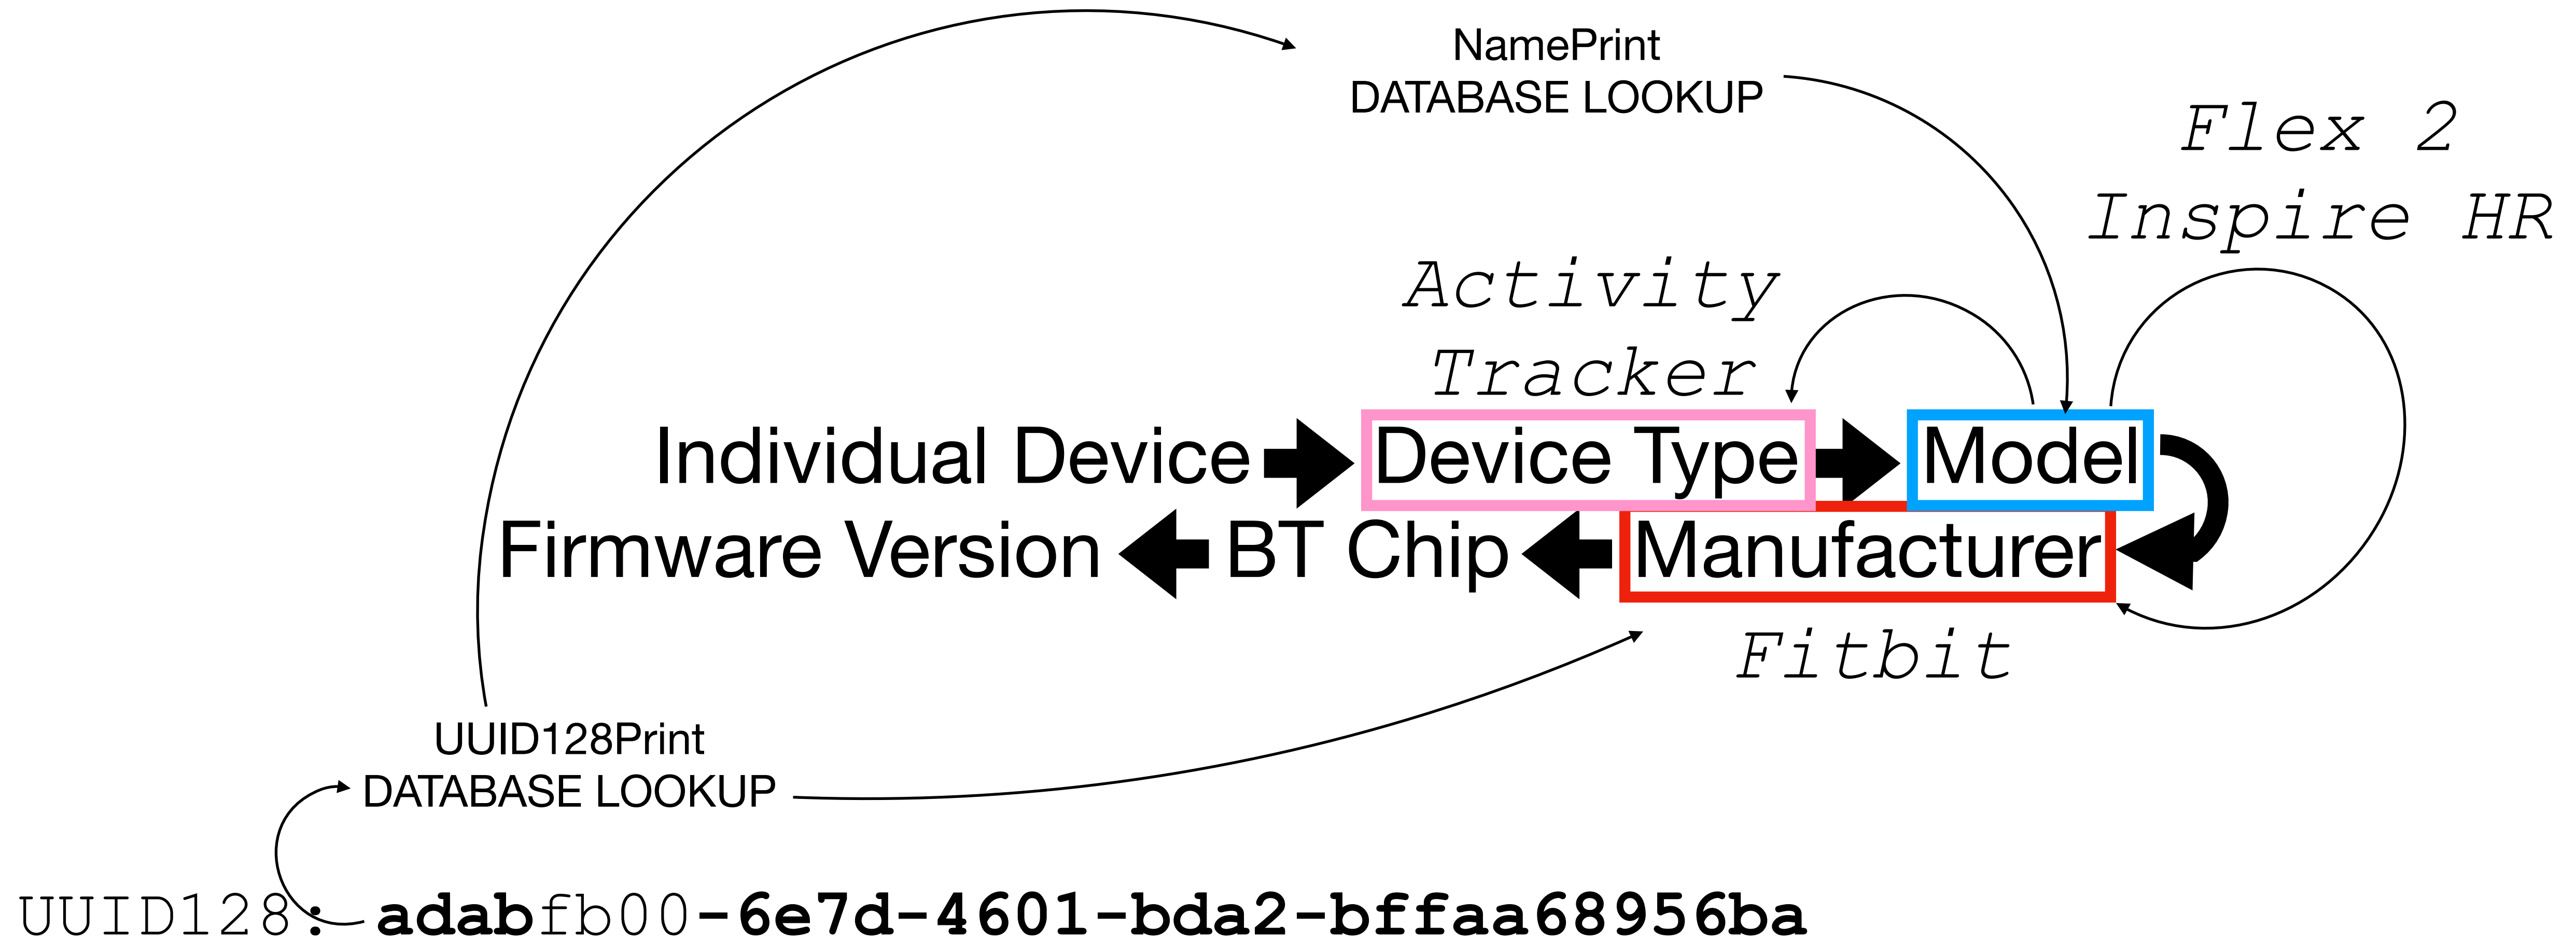 NamePrint
DATABASE LOOKUP
Flex 2
Inspire HR
Activity
Tracker
Individual Device Device Type Model
Firmware Version BT Chip Manufacturer
Fitbit
UUID128Print
DATABASE LOOKUP
UUID128: adabfb00-6e7d-4601-bda2-bffaa68956ba